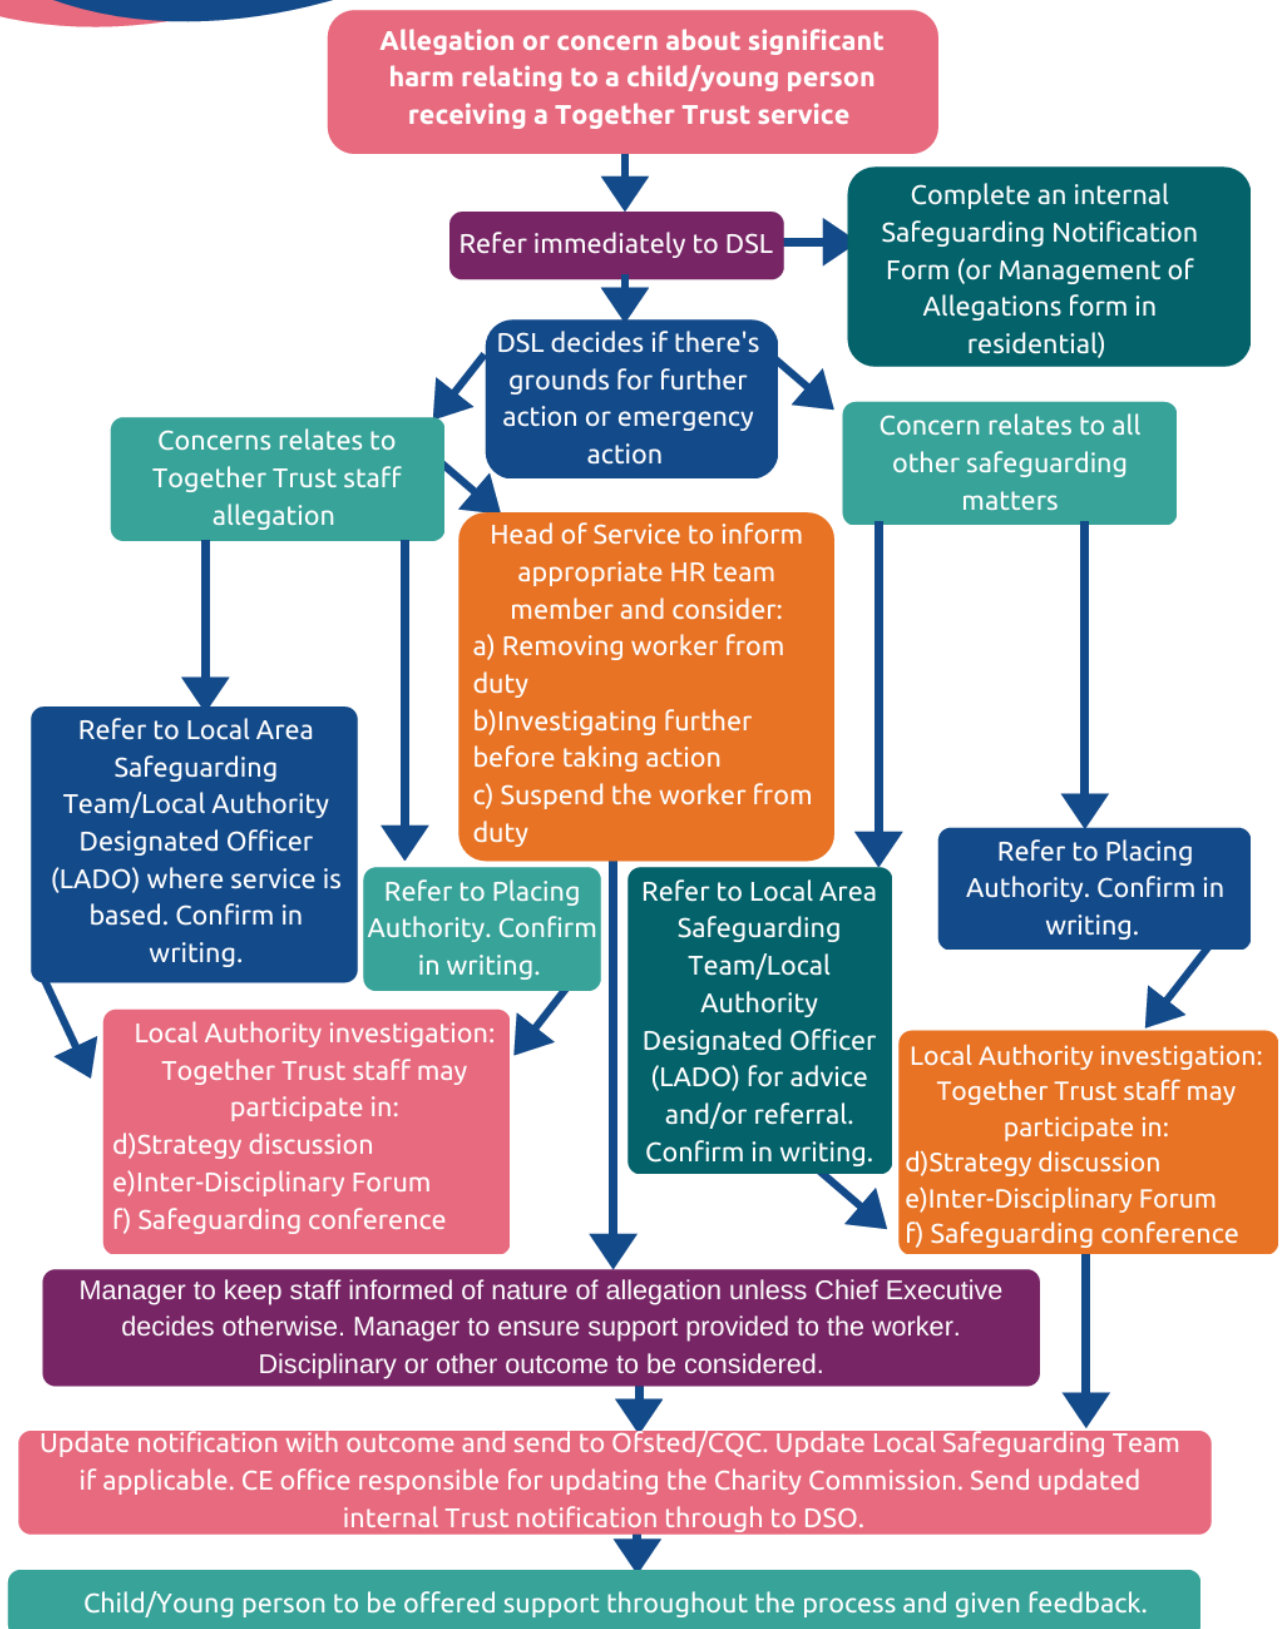 Allegation or concern about significant
harm relating to a child/young person
receiving a Together Trust service
Refer immediately to DSL
Complete an internal
Safeguarding Notification
Form (or Management of
Allegations form in
residential)
DSL decides if there's
grounds for further
action or emergency
action
Concerns relates to
Together Trust staff
allegation
Concern relates to all
other safeguarding
matters
Head of Service to inform
appropriate HR team
member and consider:
a) Removing worker from
duty
b)Investigating further
before taking action
c) Suspend the worker from
duty
Refer to Local Area
Safeguarding
Team/Local Authority
Designated Officer
(LADO) where service is
based. Confirm in
writing.
Refer to Placing
Authority. Confirm
in writing.
Refer to Local Area
Safeguarding
Team/Local
Authority
Designated Officer
(LADO) for advice
and/or referral.
Confirm in writing.
Refer to Placing
Authority. Confirm in
writing.
Local Authority investigation:
Together Trust staff may
participate in:
d)Strategy discussion
e)Inter-Disciplinary Forum
f) Safeguarding conference
Local Authority investigation:
Together Trust staff may
participate in:
d)Strategy discussion
e)Inter-Disciplinary Forum
f) Safeguarding conference
Manager to keep staff informed of nature of allegation unless Chief Executive
decides otherwise. Manager to ensure support provided to the worker.
Disciplinary or other outcome to be considered.
Update notification with outcome and send to Ofsted/CQC. Update Local Safeguarding Team
if applicable. CE office responsible for updating the Charity Commission. Send updated
internal Trust notification through to DSO.
Child/Young person to be offered support throughout the process and given feedback.